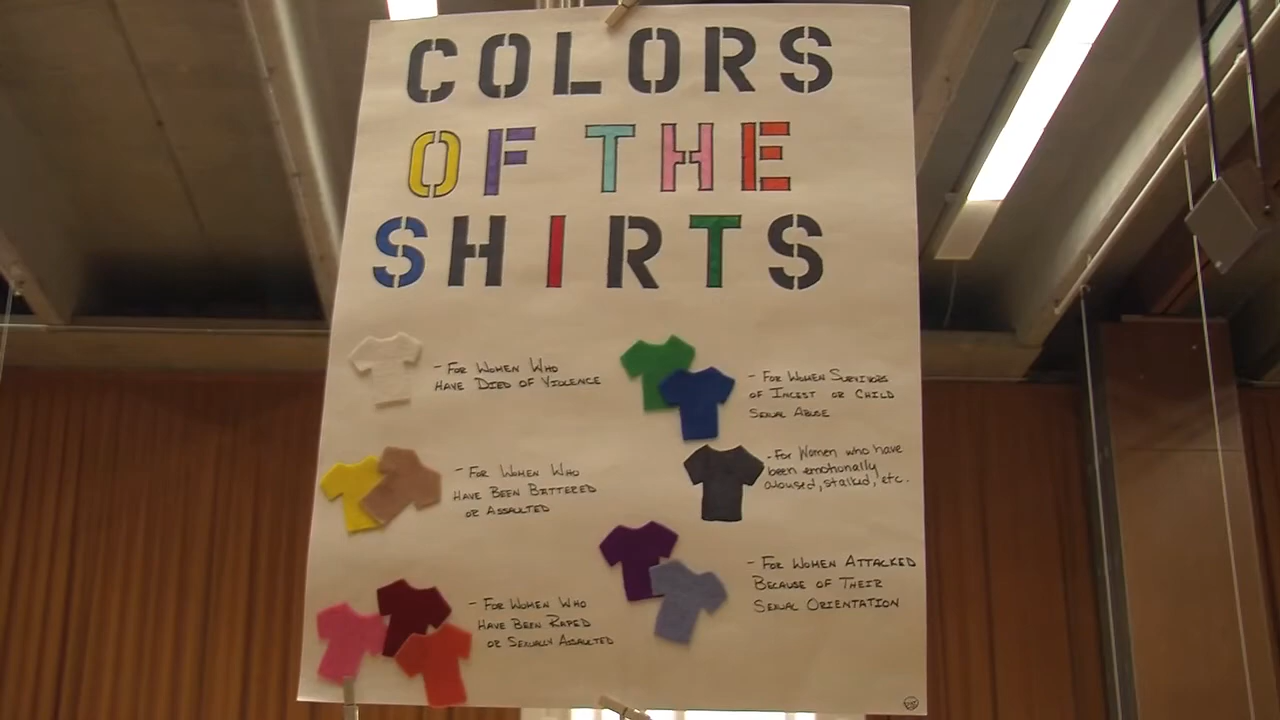 COLORS
OF THE
SHIRTS
- FOR WOMEN WHO
HAVE DIED OF VIOLENCE
- FOR WOMEN WHO
HAVE BEEN BATTERED
OR ASSAULTED
- FOR WOMEN WHO
HAVE BEEN RAPED
OR SEXUALLY ASSAULTED
- FOR WOMEN SURVIVORS
OF INCEST OR CHILD
SEXUAL ABUSE
- For Women who have
been emotionally
abused, stalked, etc.
- FOR WOMEN ATTACKED
BECAUSE OF THEIR
SEXUAL ORIENTATION